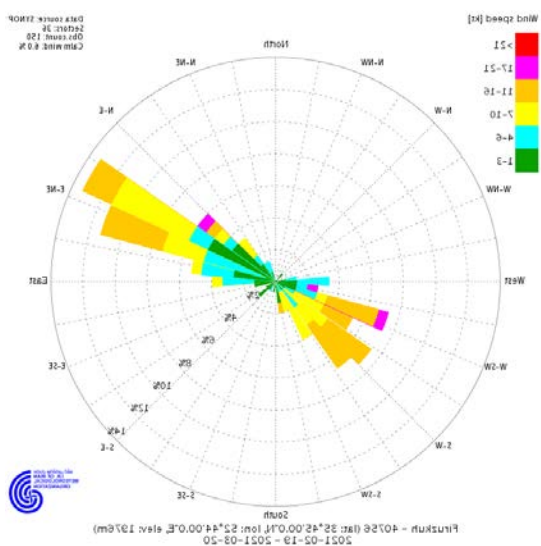 Data source: SYNOP
Sectors: 36
Obs count: 150
Calm wind: 6.0 %
Wind speed [kt]
>21
17-21
11-16
7-10
4-6
1-3
North
N-NE
N-NW
N-E
N-W
E-NE
W-NW
East
West
E-SE
W-SW
S-E
S-W
S-SE
S-SW
South
2%
4%
6%
8%
10%
12%
14%
Firuzkuh - 40756 (lat: 35°45'00.0'N, lon: 52°44'00.0'E, elev: 1976m)
2021-02-19 - 2021-03-20